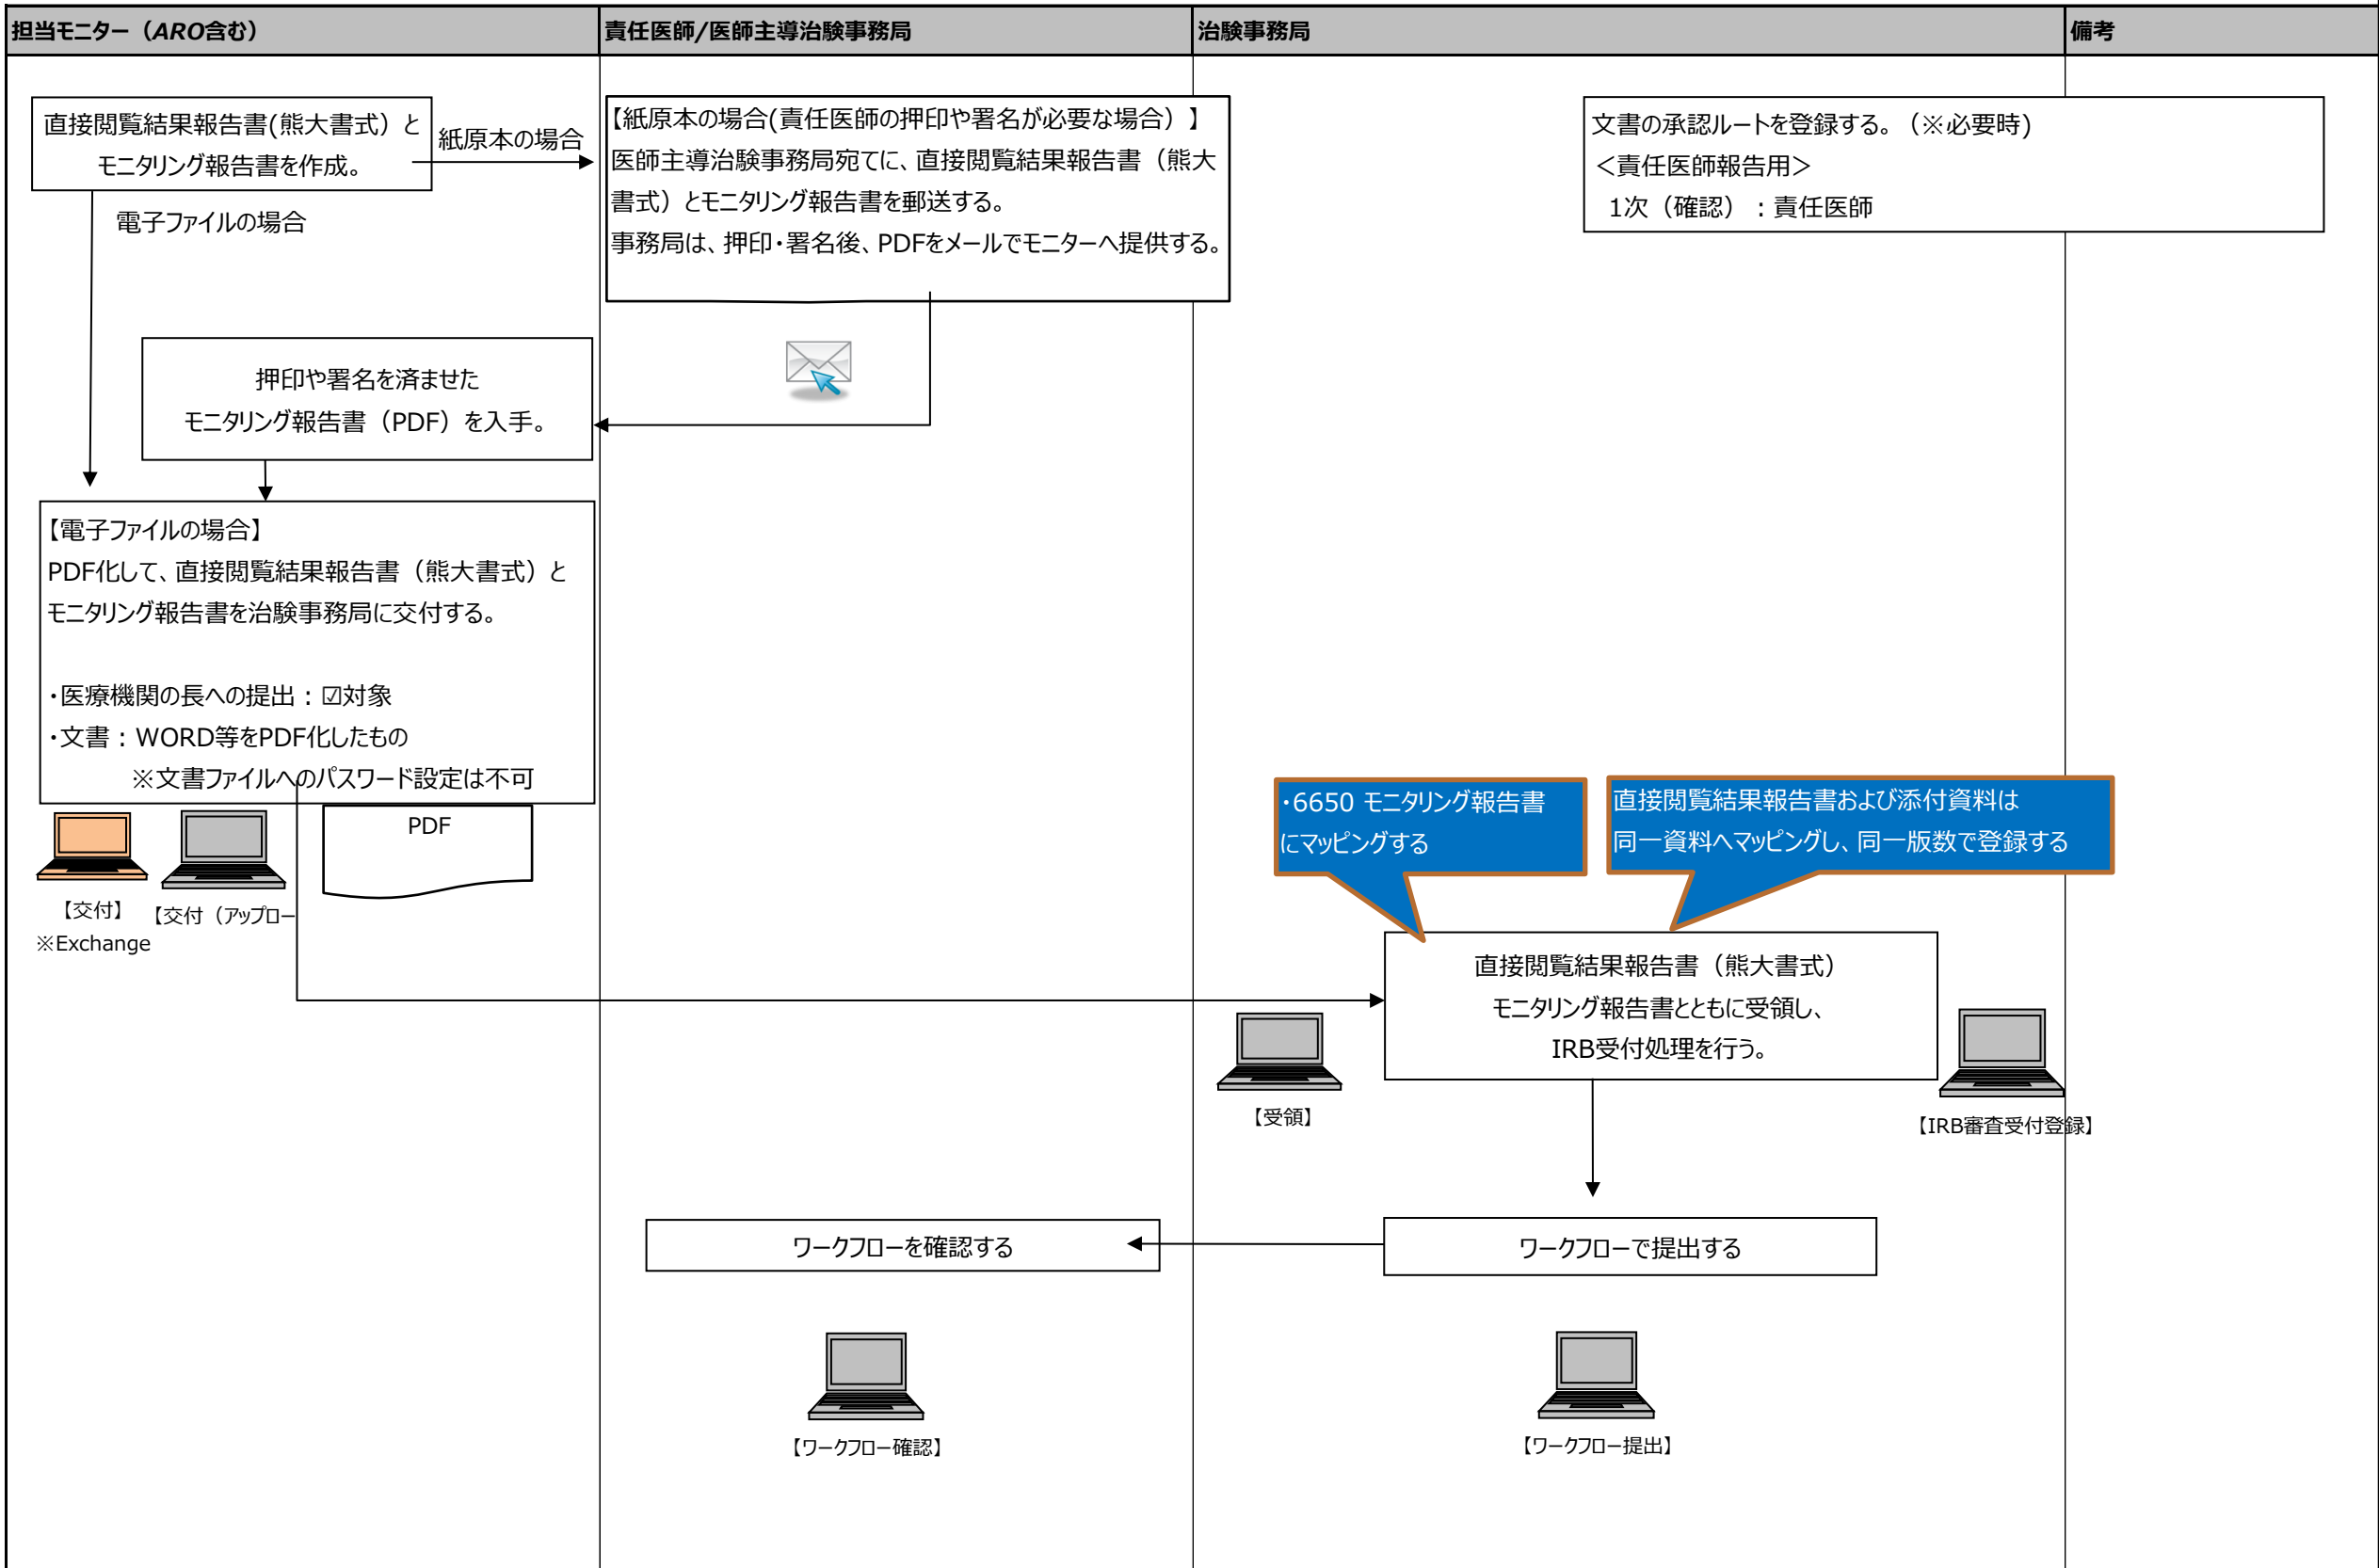 担当モニター（ARO含む）
責任医師/医師主導治験事務局
治験事務局
備考
直接閲覧結果報告書(熊大書式）と
モニタリング報告書を作成。
紙原本の場合
電子ファイルの場合
【紙原本の場合(責任医師の押印や署名が必要な場合）】
医師主導治験事務局宛てに、直接閲覧結果報告書（熊大
書式）とモニタリング報告書を郵送する。
事務局は、押印・署名後、PDFをメールでモニターへ提供する。
文書の承認ルートを登録する。（※必要時)
＜責任医師報告用＞
1次（確認）：責任医師
押印や署名を済ませた
モニタリング報告書（PDF）を入手。
【電子ファイルの場合】
PDF化して、直接閲覧結果報告書（熊大書式）と
モニタリング報告書を治験事務局に交付する。
・医療機関の長への提出：☑対象
・文書：WORD等をPDF化したもの
※文書ファイルへのパスワード設定は不可
PDF
【交付】
※Exchange
【交付（アップロー
・6650 モニタリング報告書
にマッピングする
直接閲覧結果報告書および添付資料は
同一資料へマッピングし、同一版数で登録する
直接閲覧結果報告書（熊大書式）
モニタリング報告書とともに受領し、
IRB受付処理を行う。
【受領】
【IRB審査受付登録】
ワークフローを確認する
ワークフローで提出する
【ワークフロー確認】
【ワークフロー提出】